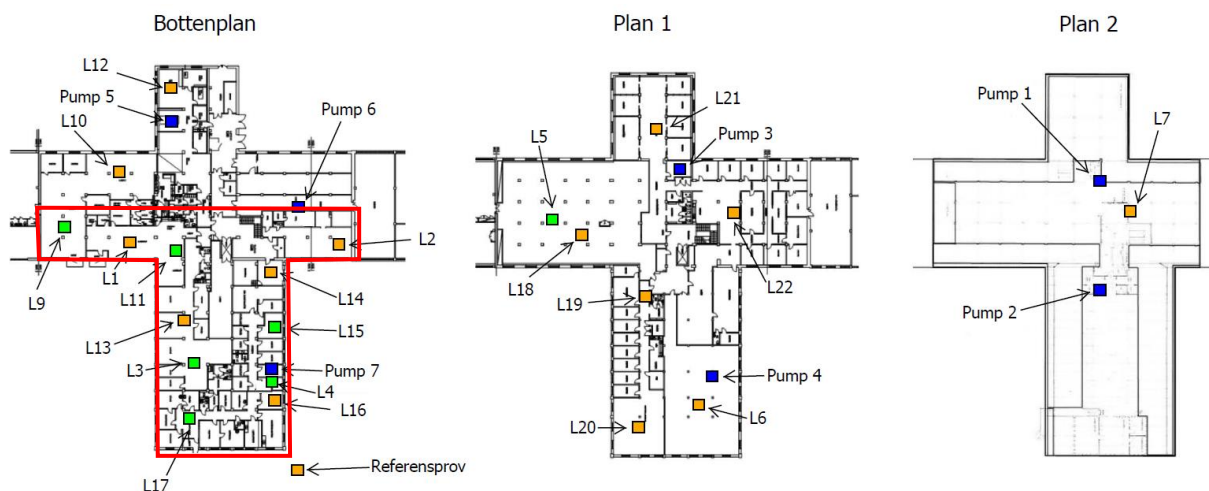 Bottenplan
Plan 1
Plan 2
L12
Pump 5
L10
Pump 6
L9
L1
L11
L2
L14
L13
L15
L3
Pump 7
L4
L16
L17
Referensprov
L21
L5
Pump 3
L18
L22
L19
Pump 4
L20
L6
Pump 1
L7
Pump 2